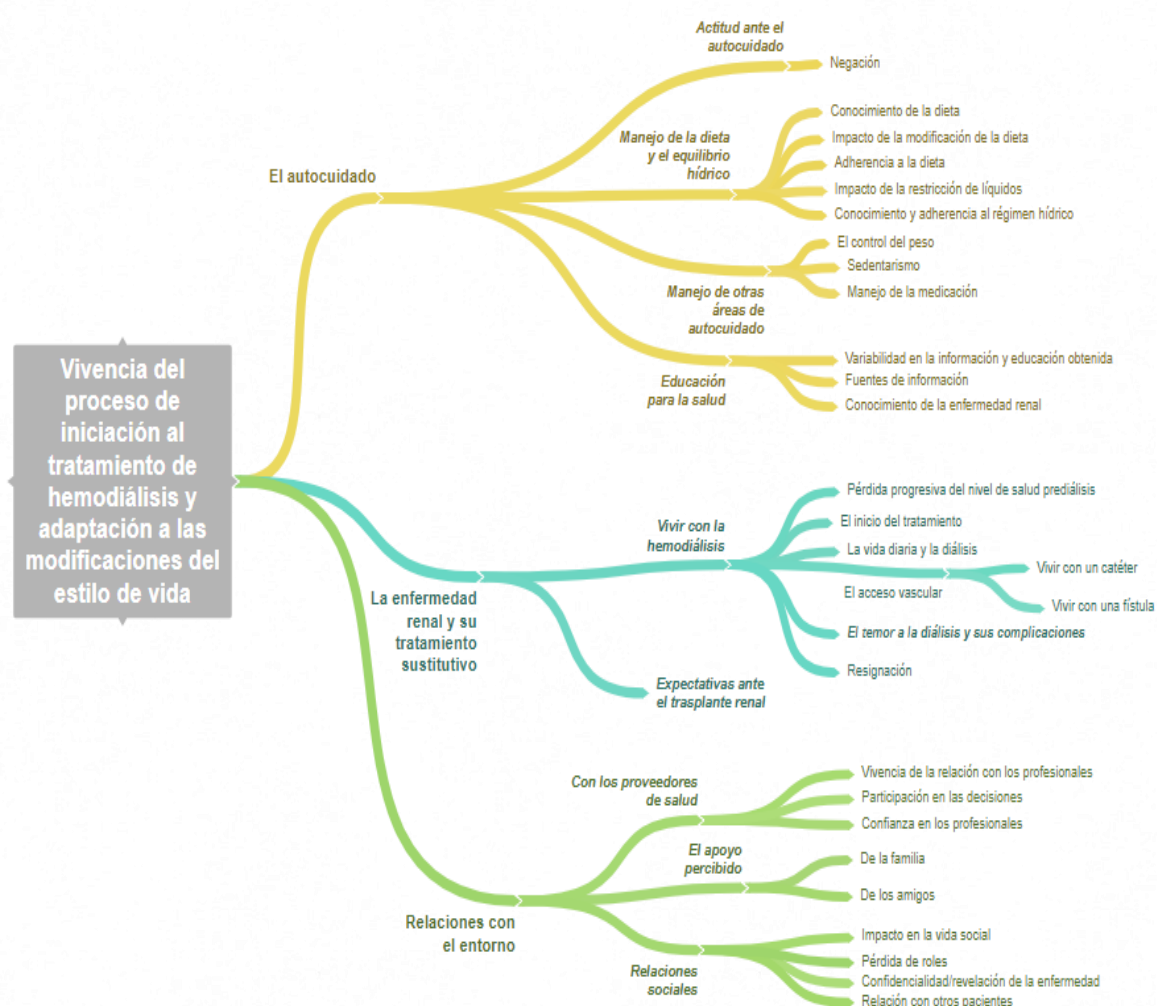 Vivencia del
proceso de
iniciación al
tratamiento de
hemodiálisis y
adaptación a las
modificaciones del
estilo de vida
El autocuidado
Actitud ante el
autocuidado
Negación
Manejo de la dieta
y el equilibrio
hídrico
Conocimiento de la dieta
Impacto de la modificación de la dieta
Adherencia a la dieta
Impacto de la restricción de líquidos
Conocimiento y adherencia al régimen hídrico
Manejo de otras
áreas de
autocuidado
El control del peso
Sedentarismo
Manejo de la medicación
Educación
para la salud
Variabilidad en la información y educación obtenida
Fuentes de información
Conocimiento de la enfermedad renal
La enfermedad
renal y su
tratamiento
sustitutivo
Vivir con la
hemodiálisis
Pérdida progresiva del nivel de salud prediálisis
El inicio del tratamiento
La vida diaria y la diálisis
El acceso vascular
Vivir con un catéter
Vivir con una fístula
El temor a la diálisis y sus complicaciones
Resignación
Expectativas ante
el trasplante renal
Relaciones con
el entorno
Con los proveedores
de salud
Vivencia de la relación con los profesionales
Participación en las decisiones
Confianza en los profesionales
El apoyo
percibido
De la familia
De los amigos
Relaciones
sociales
Impacto en la vida social
Pérdida de roles
Confidencialidad/revelación de la enfermedad
Relación con otros pacientes